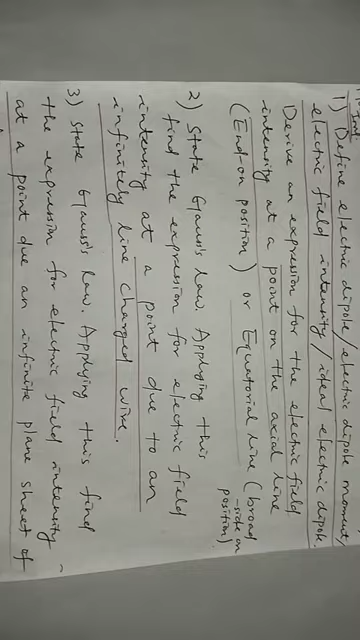 1) Define electric dipole/electric dipole moment/
electric field intensity/ideal electric dipole.
Derive an expression for the electric field
intensity at a point on the axial line
(End-on position) or Equatorial line (broad
-side on
position)
2) State Gauss's law. Applying this
find the expression for electric field
intensity at a point due to an
infinitely line charged wire.
3) State Gauss's law. Applying this find
the expression for electric field intensity
at a point due an infinite plane sheet of